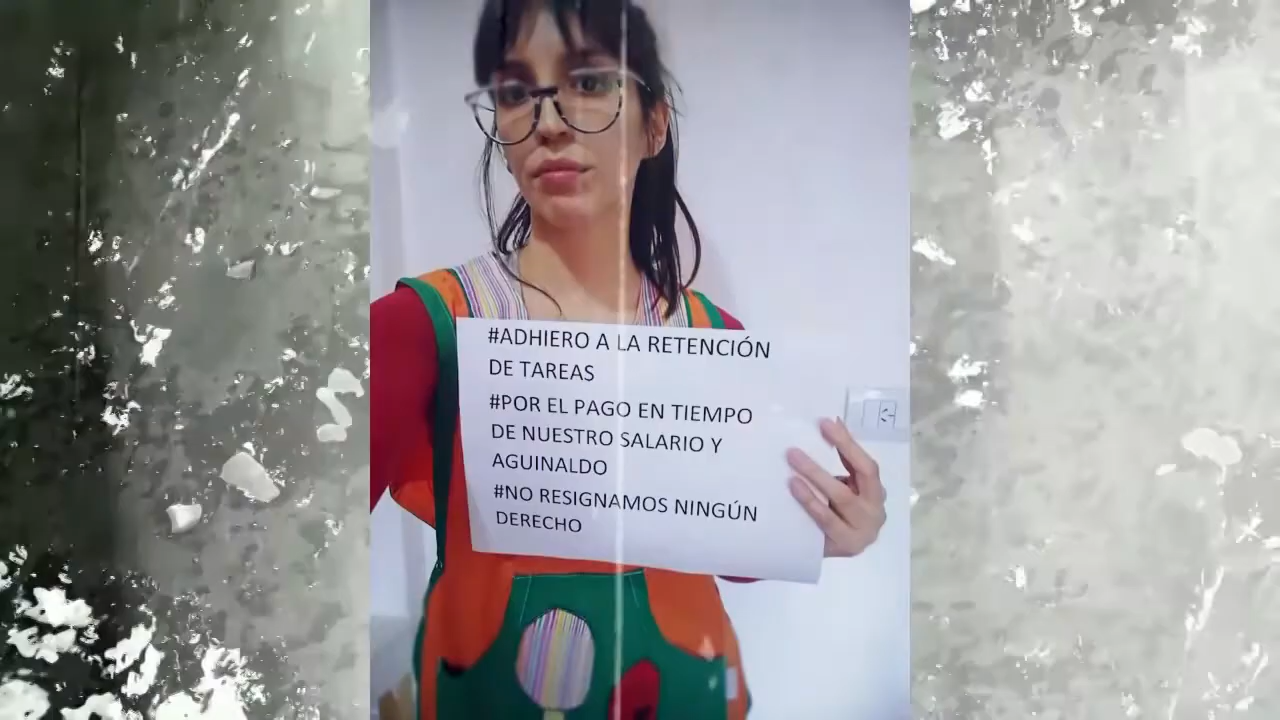 #ADHIERO A LA RETENCIÓN
DE TAREAS
#POR EL PAGO EN TIEMPO
DE NUESTRO SALARIO Y
AGUINALDO
#NO RESIGNAMOS NINGÚN
DERECHO